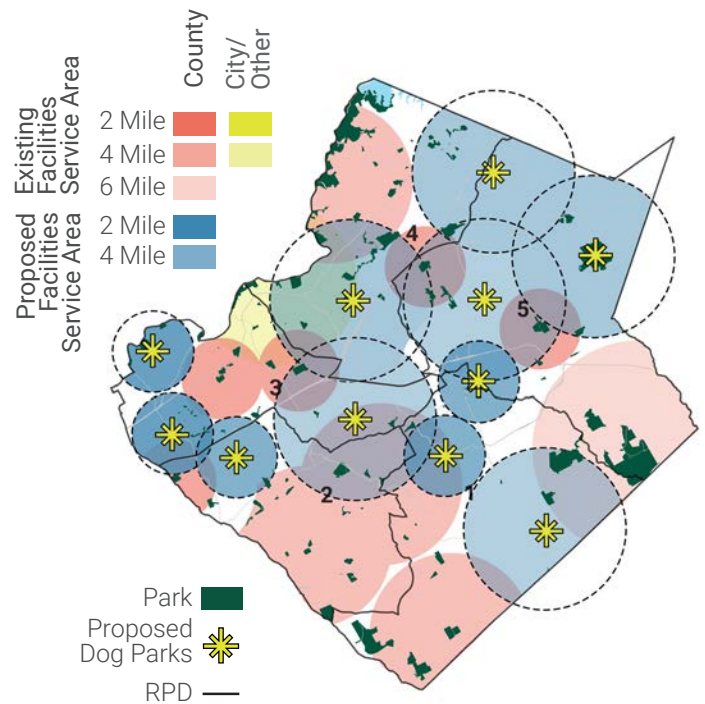 County
City/
Other
Existing
Facilities
Service Area
2 Mile
4 Mile
6 Mile
Proposed
Facilities
Service Area
2 Mile
4 Mile
4
5
3
2
1
Park
Proposed
Dog Parks
RPD